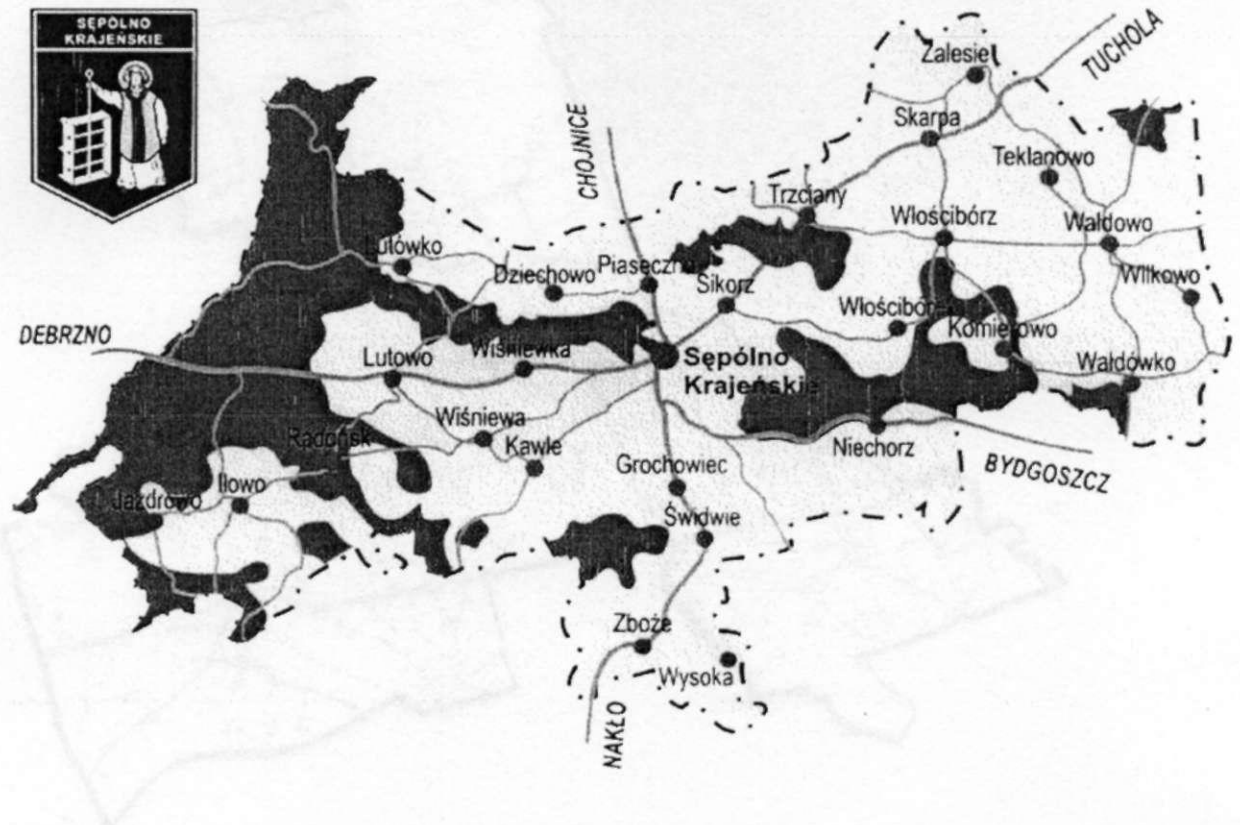 SĘPÓLNO
KRAJEŃSKIE
TUCHOLA
Zalesie
CHOJNICE
Skarpa
Teklanowo
Trzciany
Włościbórz
Wałdowo
Lutówko
Dziechowo
Piaseczno
Sikorz
Wilkowo
Komierowo
DEBRZNO
Lutowo
Wiśniewka
Sępólno
Krajeńskie
Wałdówko
Wiśniewa
Radońsk
Kawle
Niechorz
Grochowiec
BYDGOSZCZ
Jazdrowo
Iłowo
Świdwie
Zboże
Wysoka
NAKŁO